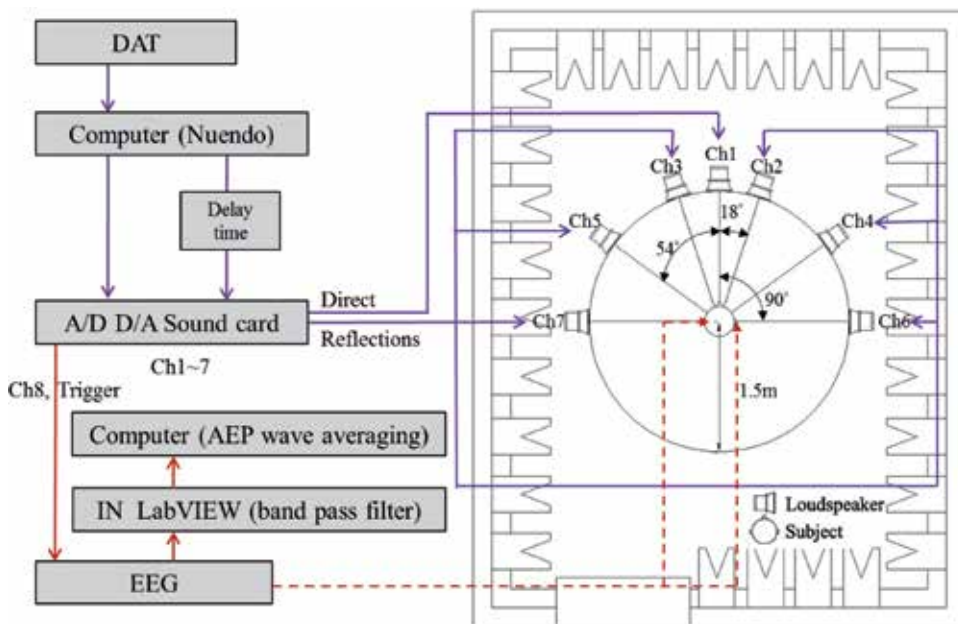 DAT
Computer (Nuendo)
Delay
time
A/D D/A Sound card
Direct
Reflections
Ch1~7
Ch8, Trigger
Computer (AEP wave averaging)
IN LabVIEW (band pass filter)
EEG
Ch3
Ch1
Ch2
Ch5
Ch4
18°
54°
90°
Ch7
Ch6
1.5m
Loudspeaker
Subject